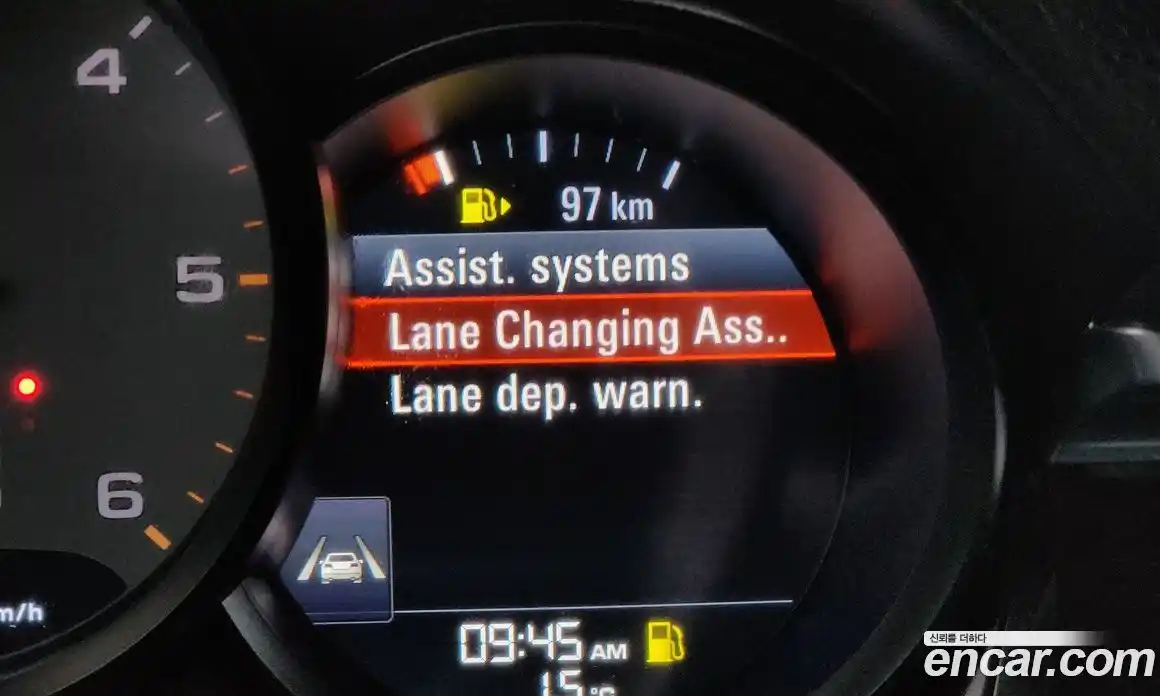 4
97 km
Assist. systems
5
Lane Changing Ass..
Lane dep. warn.
6
m/h
09:45 AM
신뢰를 더하다
encar.com